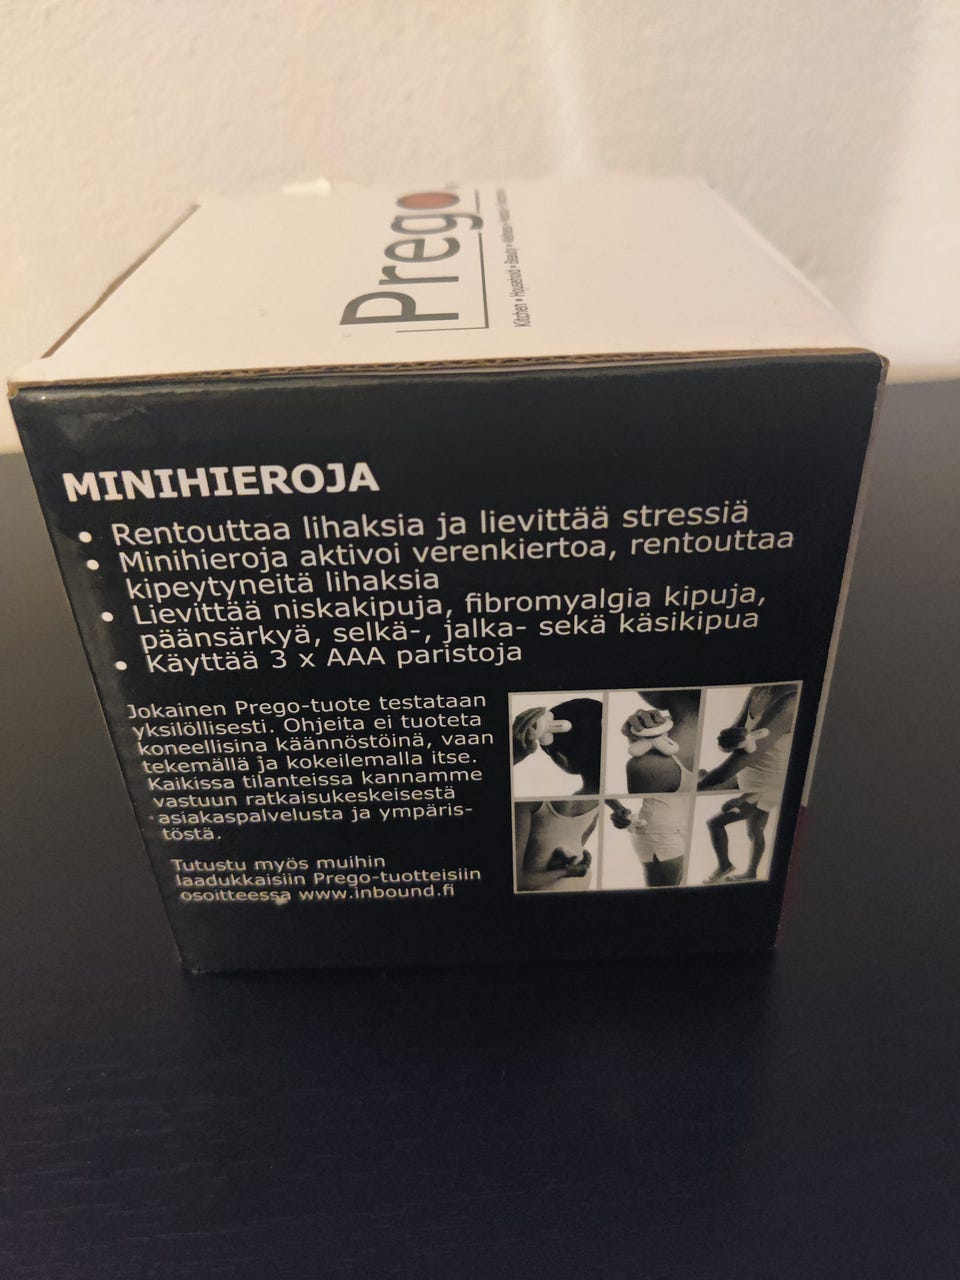 Prego
Kitchen • Household • Beauty •
MINIHIEROJA
• Rentouttaa lihaksia ja lievittää stressiä
• Minihieroja aktivoi verenkiertoa, rentouttaa
kipeytyneitä lihaksia
• Lievittää niskakipuja, fibromyalgia kipuja,
päänsärkyä, selkä-, jalka- sekä käsikipua
• Käyttää 3 x AAA paristoja
Jokainen Prego-tuote testataan
yksilöllisesti. Ohjeita ei tuoteta
koneellisina käännöstöinä, vaan
tekemällä ja kokeilemalla itse.
Kaikissa tilanteissa kannamme
vastuun ratkaisukeskeisestä
asiakaspalvelusta ja ympäris-
töstä.
Tutustu myös muihin
laadukkaisiin Prego-tuotteisiin
osoitteessa www.inbound.fi